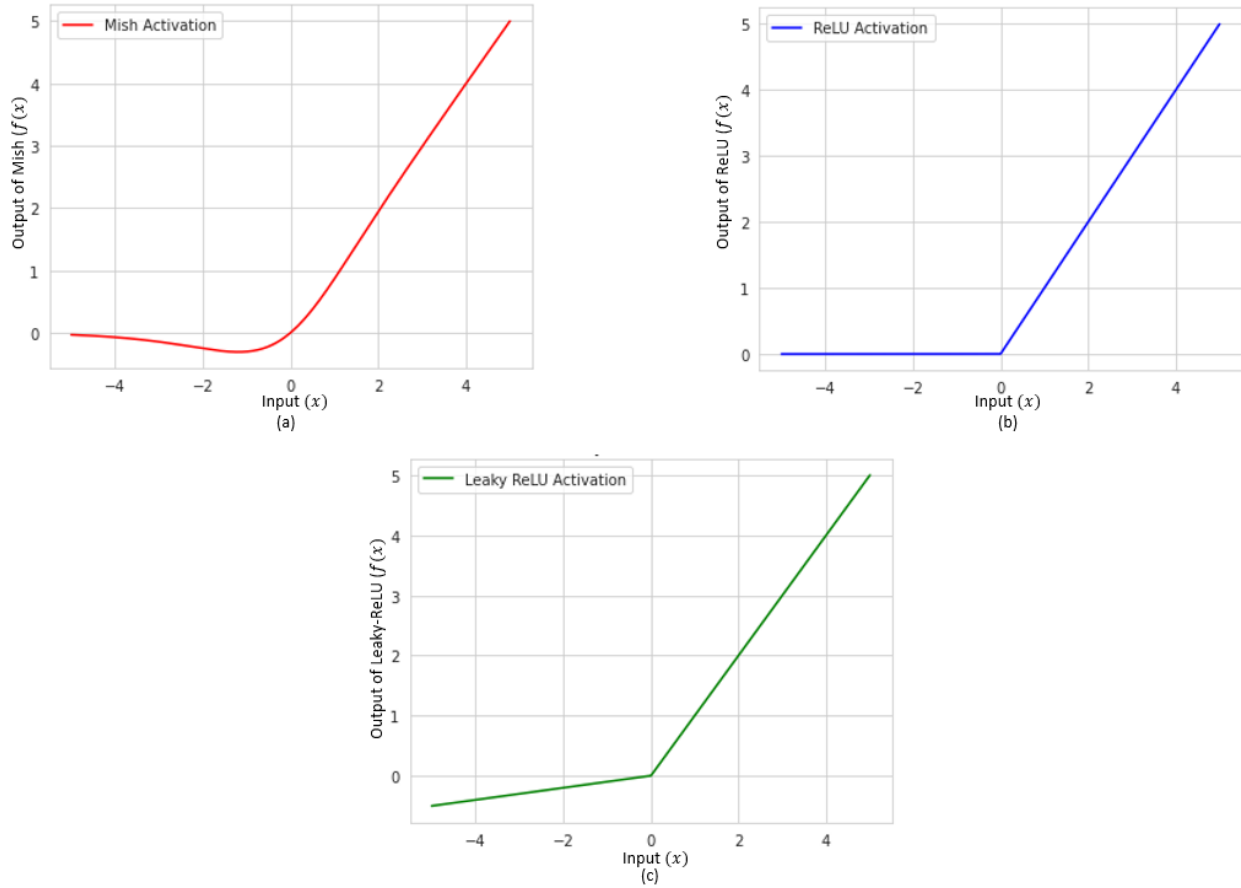 Mish Activation
Output of Mish (f(x)
5
4
3
2
1
0
−4
−2
0
2
4
Input (x)
(a)
ReLU Activation
Output of ReLU (f(x)
5
4
3
2
1
0
−4
−2
0
2
4
Input (x)
(b)
Leaky ReLU Activation
Output of Leaky-ReLU (f(x)
5
4
3
2
1
0
−4
−2
0
2
4
Input (x)
(c)